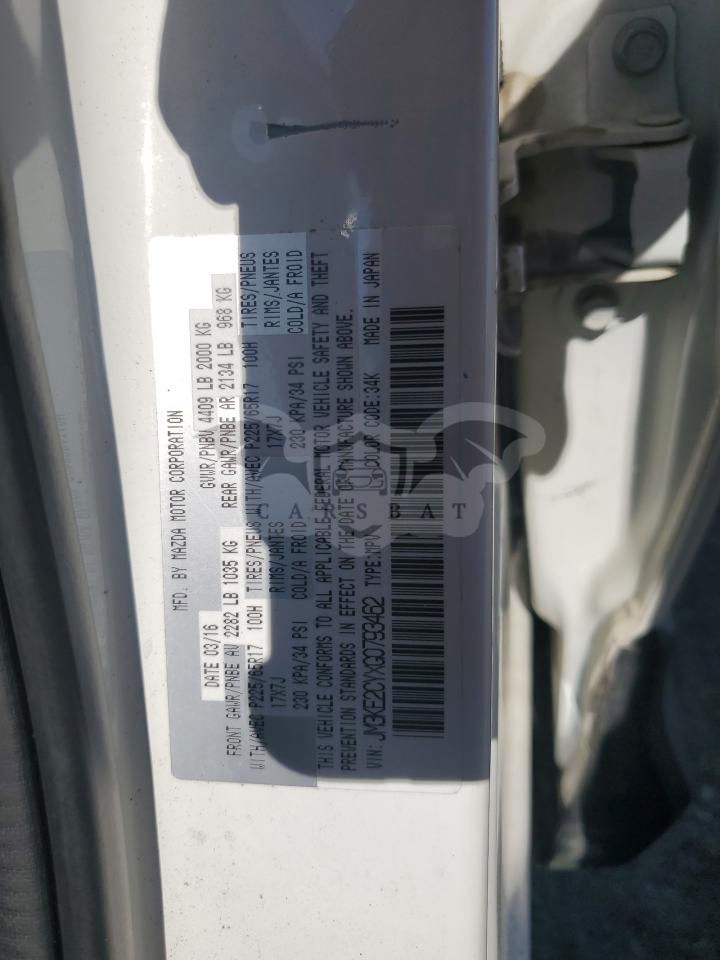 MFD. BY MAZDA MOTOR CORPORATION
DATE 03/16 GVWR/PNBV 4409 LB 2000 KG
FRONT GAWR/PNBE AV 2282 LB 1035 KG REAR GAWR/PNBE AR 2134 LB 968 KG
WITH/AVEC P225/65R17 100H TIRES/PNEUS WITH/AVEC P225/65R17 100H TIRES/PNEUS
17X7J RIMS/JANTES 17X7J RIMS/JANTES
230 KPA/34 PSI COLD/A FROID 230 KPA/34 PSI COLD/A FROID
THIS VEHICLE CONFORMS TO ALL APPLICABLE FEDERAL MOTOR VEHICLE SAFETY AND THEFT
PREVENTION STANDARDS IN EFFECT ON THE DATE OF MANUFACTURE SHOWN ABOVE.
VIN: JM3KE2CYXG0793462 TYPE:MPV COLOR CODE:34K MADE IN JAPAN
CARSBAT